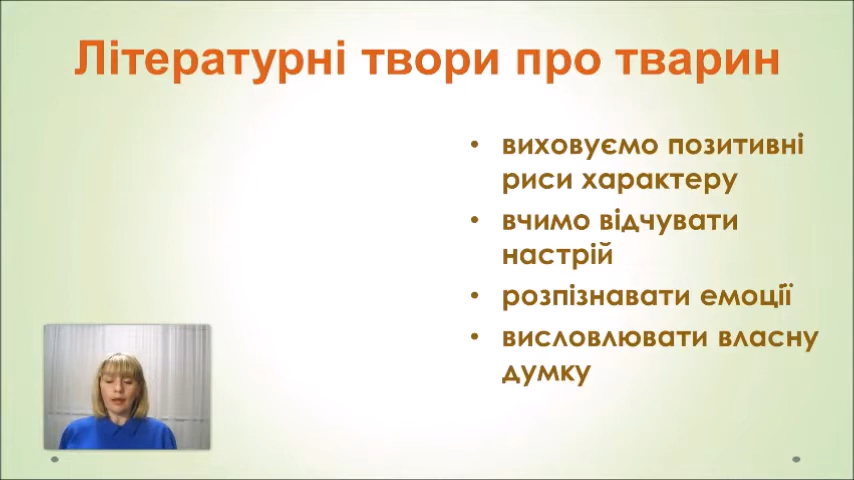 Літературні твори про тварин
• виховуємо позитивні
риси характеру
• вчимо відчувати
настрій
• розпізнавати емоції
• висловлювати власну
думку